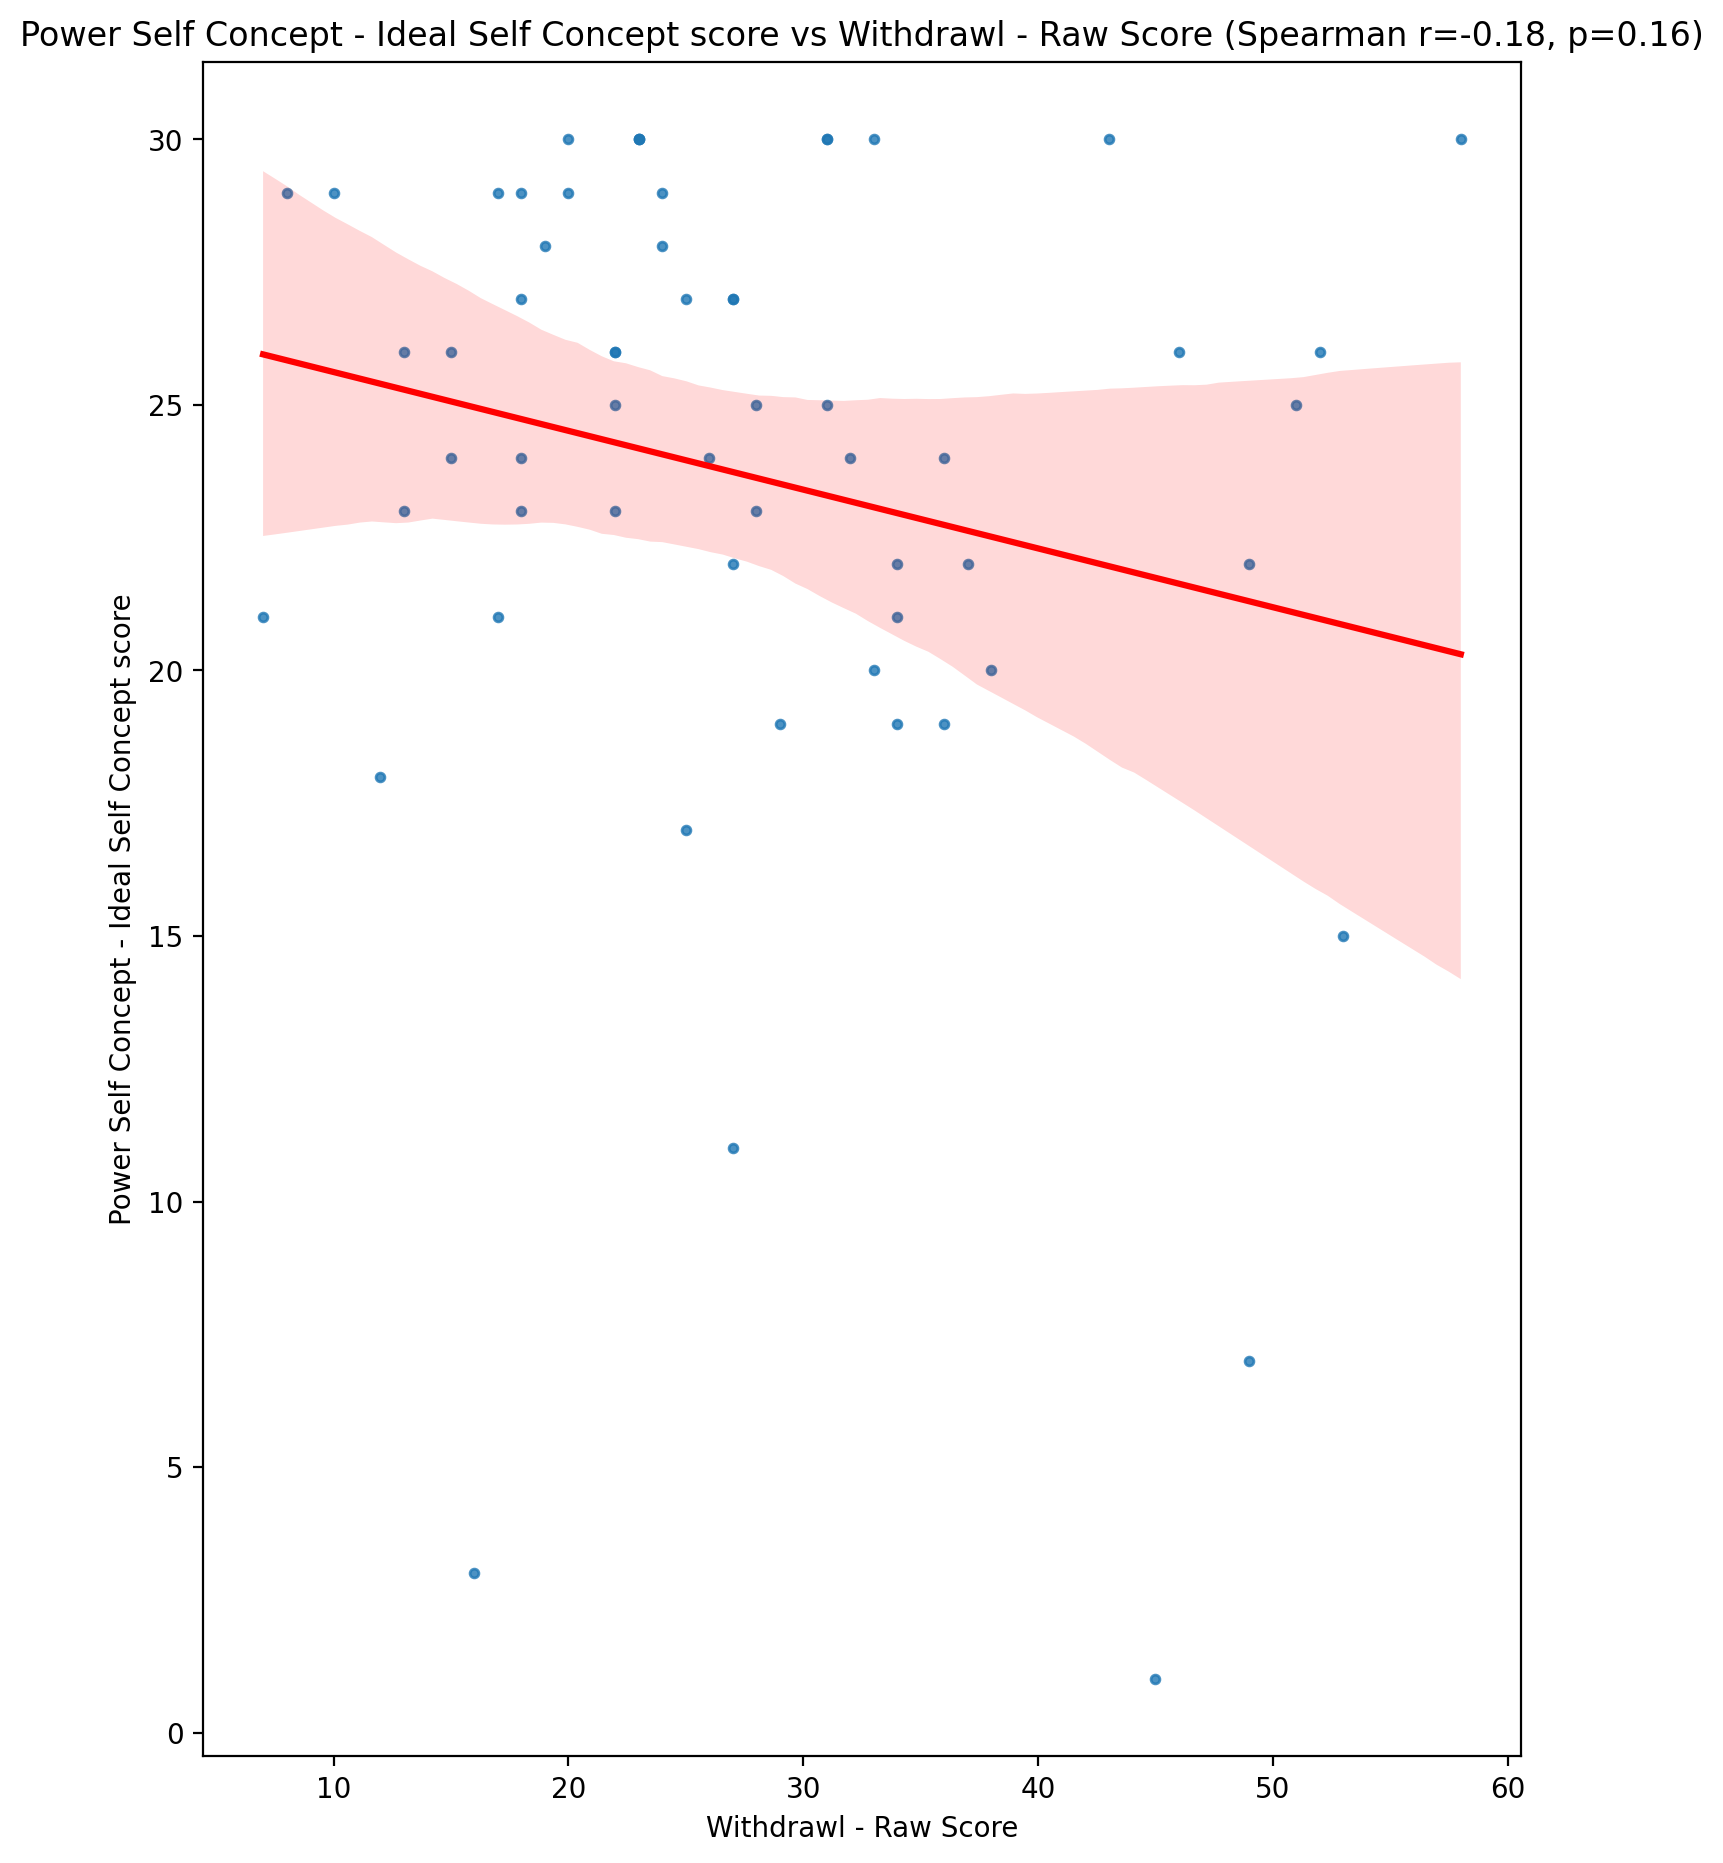 Power Self Concept - Ideal Self Concept score vs Withdrawl - Raw Score (Spearman r=-0.18, p=0.16)
Power Self Concept - Ideal Self Concept score
30
25
20
15
10
5
0
10 20 30 40 50 60
Withdrawl - Raw Score